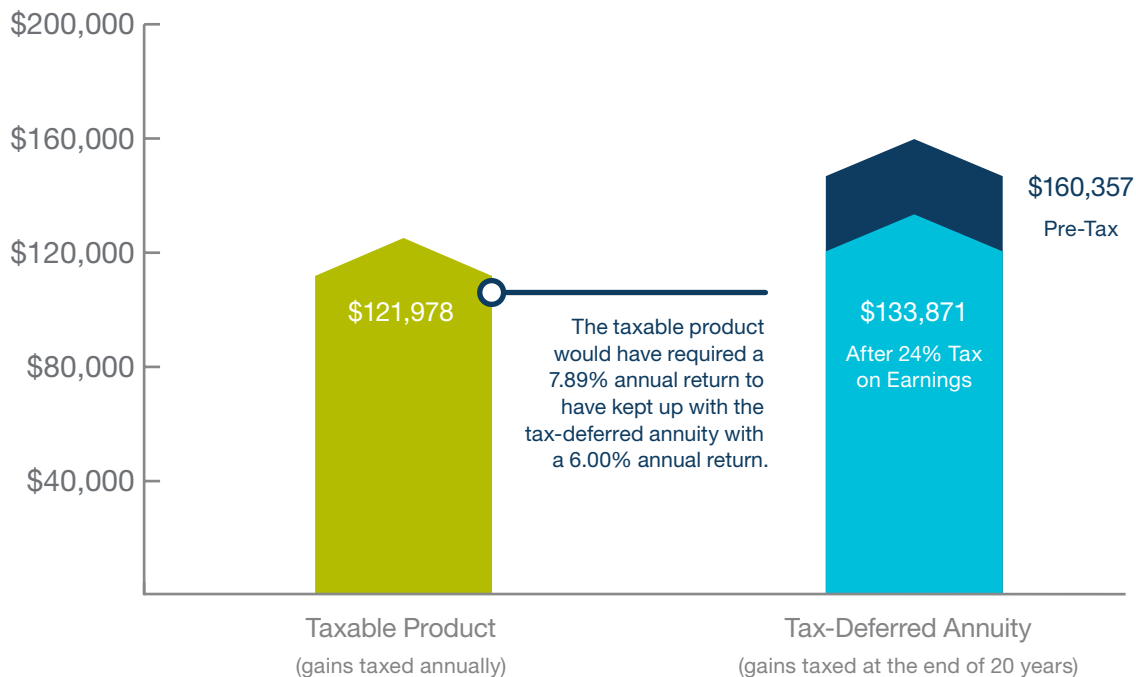 $200,000
$160,000
$120,000
$80,000
$40,000
$121,978
The taxable product
would have required a
7.89% annual return to
have kept up with the
tax-deferred annuity with
a 6.00% annual return.
$160,357
Pre-Tax
$133,871
After 24% Tax
on Earnings
Taxable Product
(gains taxed annually)
Tax-Deferred Annuity
(gains taxed at the end of 20 years)